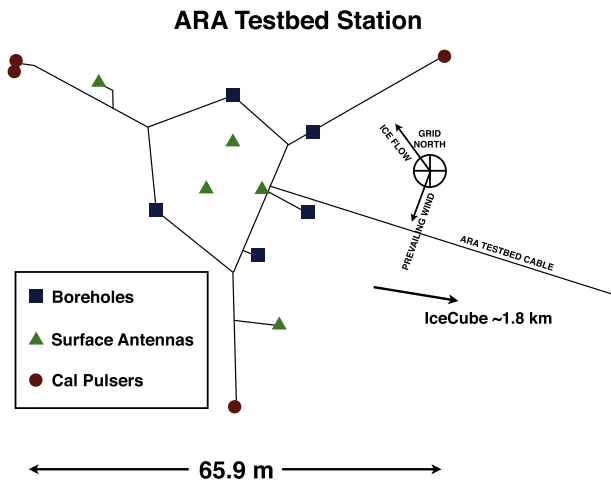 ARA Testbed Station
GRID
NORTH
ICE FLOW
PREVAILING WIND
ARA TESTBED CABLE
IceCube ~1.8 km
Boreholes
Surface Antennas
Cal Pulsers
65.9 m